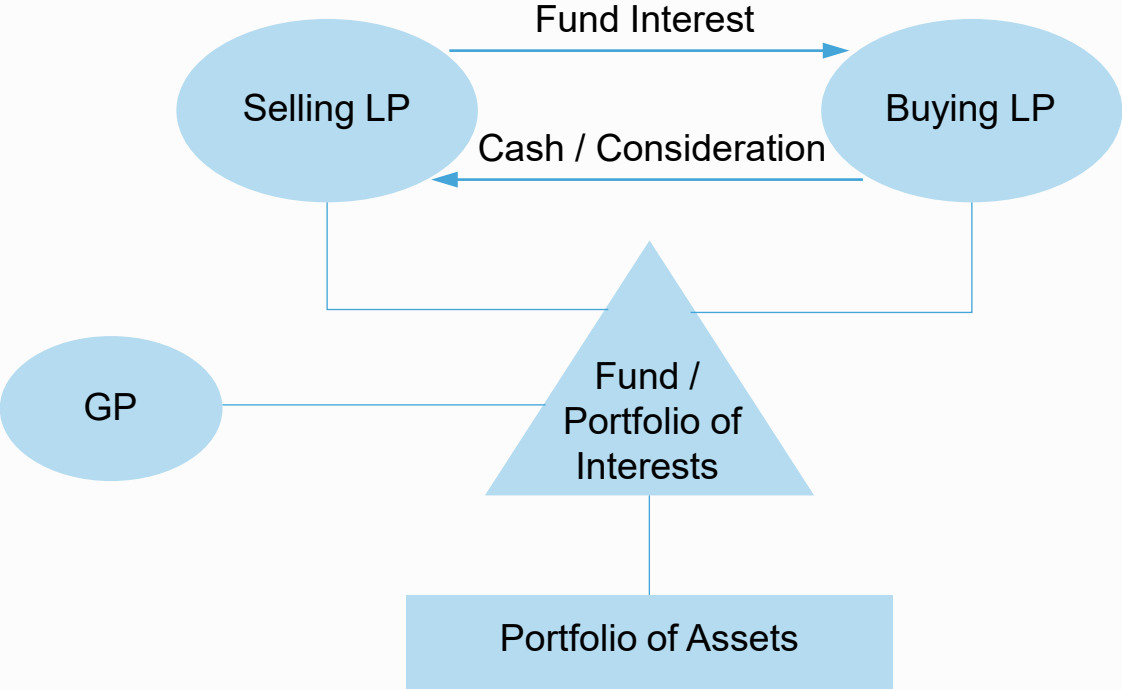 Fund Interest
Selling LP
Buying LP
Cash / Consideration
GP
Fund /
Portfolio of
Interests
Portfolio of Assets